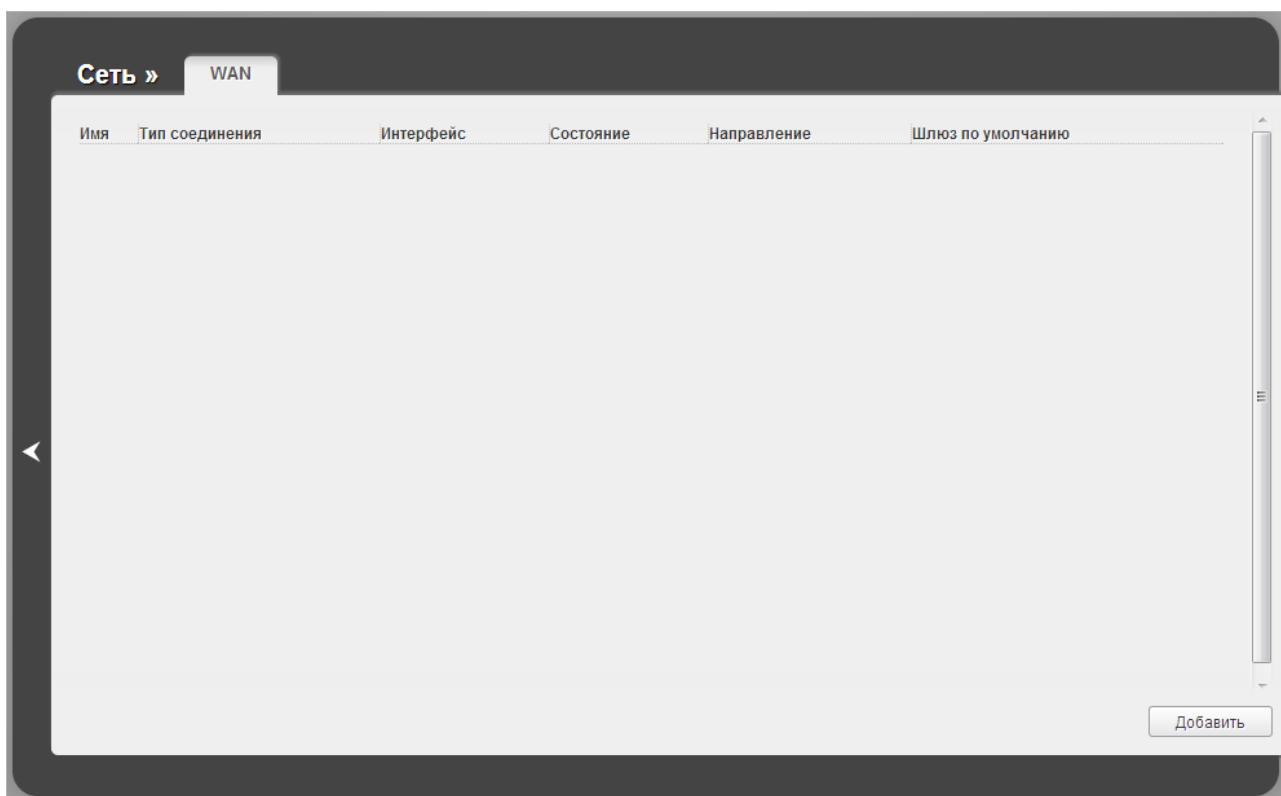 Сеть » WAN
Имя Тип соединения Интерфейс Состояние Направление Шлюз по умолчанию
Добавить